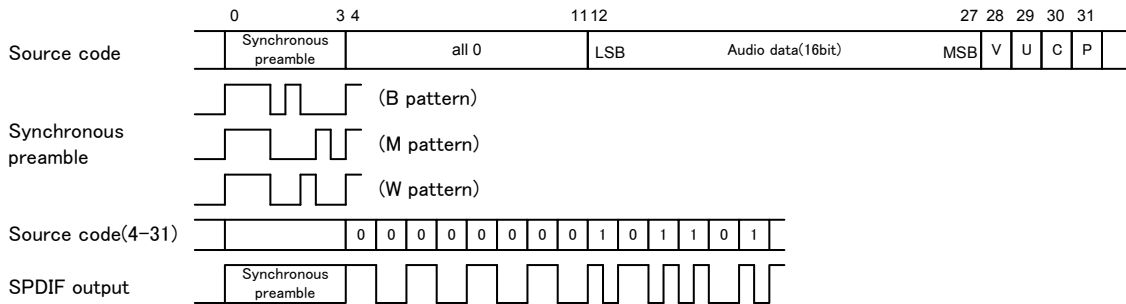 0 3 4 11 12 27 28 29 30 31
Source code Synchronous preamble all 0 LSB Audio data(16bit) MSB V U C P
(B pattern)
Synchronous preamble (M pattern)
(W pattern)
Source code(4-31) 0 0 0 0 0 0 0 0 1 0 1 1 0 1
SPDIF output Synchronous preamble